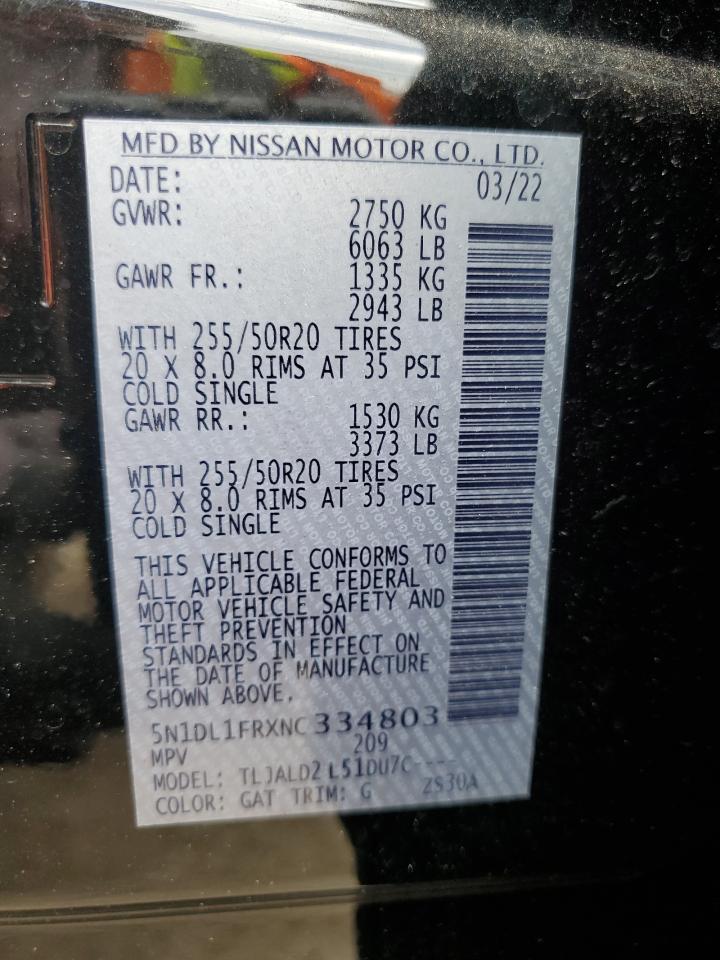 MFD BY NISSAN MOTOR CO., LTD.
DATE: 03/22
GVWR: 2750 KG
6063 LB
GAWR FR.: 1335 KG
2943 LB
WITH 255/50R20 TIRES
20 X 8.0 RIMS AT 35 PSI
COLD SINGLE
GAWR RR.: 1530 KG
3373 LB
WITH 255/50R20 TIRES
20 X 8.0 RIMS AT 35 PSI
COLD SINGLE
THIS VEHICLE CONFORMS TO
ALL APPLICABLE FEDERAL
MOTOR VEHICLE SAFETY AND
THEFT PREVENTION
STANDARDS IN EFFECT ON
THE DATE OF MANUFACTURE
SHOWN ABOVE.
5N1DL1FRXNC334803
MPV 209
MODEL: TLJALD2 L51DU7C----
COLOR: GAT TRIM: G ZS30A